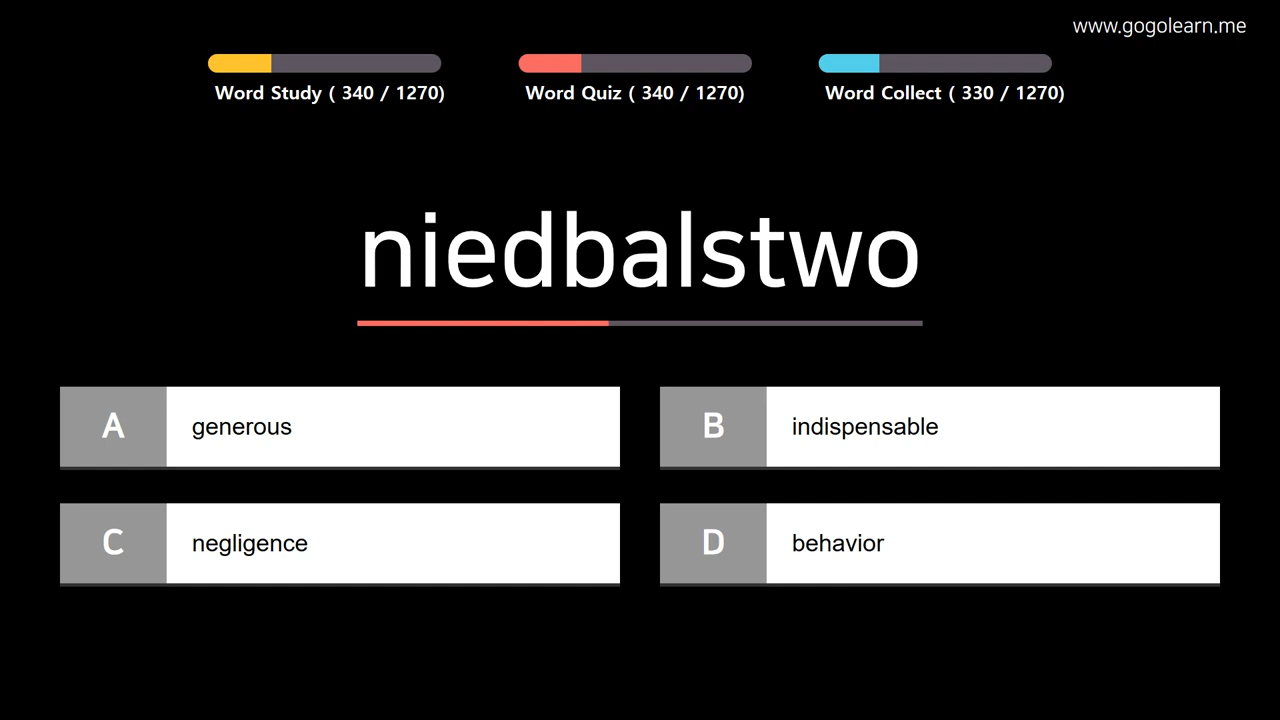 www.gogolearn.me
Word Study ( 340 / 1270)
Word Quiz ( 340 / 1270)
Word Collect ( 330 / 1270)
niedbalstwo
A
generous
B
indispensable
C
negligence
D
behavior